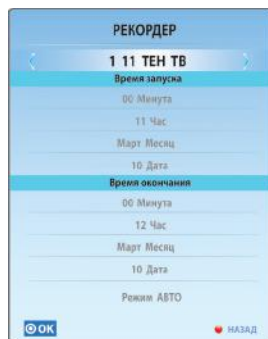 РЕКОРДЕР
1 11 ТЕН ТВ
Время запуска
00 Минута
11 Час
Март Месяц
10 Дата
Время окончания
00 Минута
12 Час
Март Месяц
10 Дата
Режим АВТО
OK НАЗАД